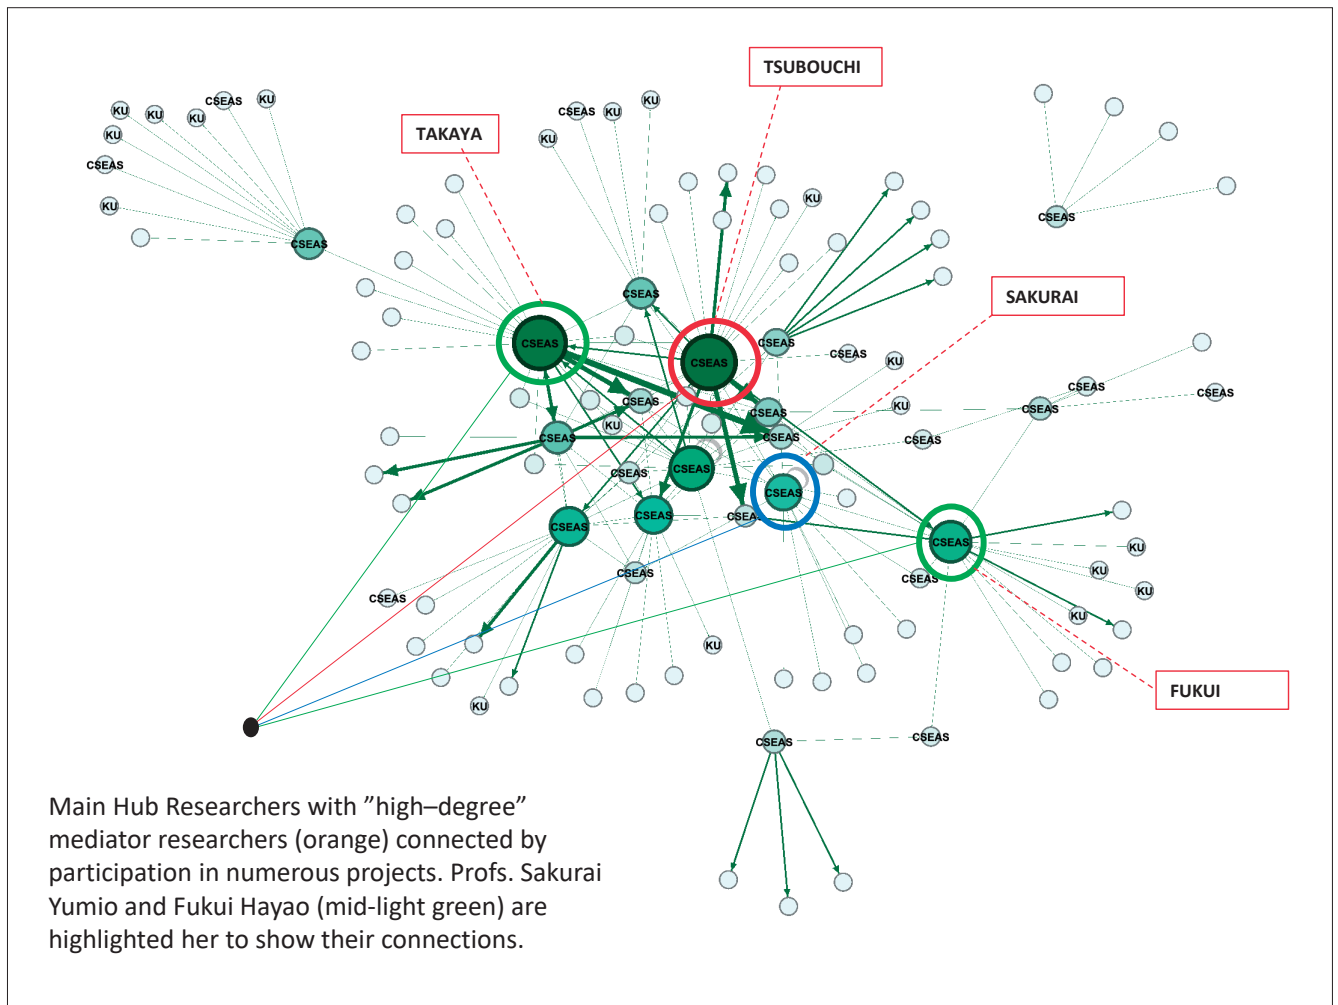 TSUBOUCHI
TAKAYA
KU
KU
KU
CSEAS
KU
KU
CSEAS
KU
CSEAS
KU
CSEAS
KU
KU
KU
CSEAS
SAKURAI
CSEAS
CSEAS
CSEAS
CSEAS
CSEAS
KU
CSEAS
CSEAS
CSEAS
KU
CSEAS
CSEAS
KU
CSEAS
CSEAS
CSEAS
CSEAS
CSEAS
CSEAS
CSEAS
CSEAS
CSEAS
CSEAS
CSEAS
KU
KU
KU
KU
CSEAS
CSEAS
CSEAS
KU
KU
FUKUI
CSEAS
CSEAS
Main Hub Researchers with ”high–degree”
mediator researchers (orange) connected by
participation in numerous projects. Profs. Sakurai
Yumio and Fukui Hayao (mid-light green) are
highlighted her to show their connections.